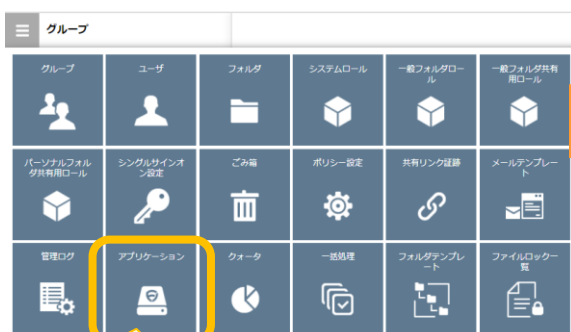 グループ
グループ
ユーザ
フォルダ
システムロール
一般フォルダロー
ル
一般フォルダ共有
用ロール
パーソナルフォル
ダ共有用ロール
シングルサインオ
ン設定
ごみ箱
ポリシー設定
共有リンク証跡
メールテンプレー
ト
管理ログ
アプリケーション
クォータ
一括処理
フォルダテンプレ
ート
ファイルロック一
覧